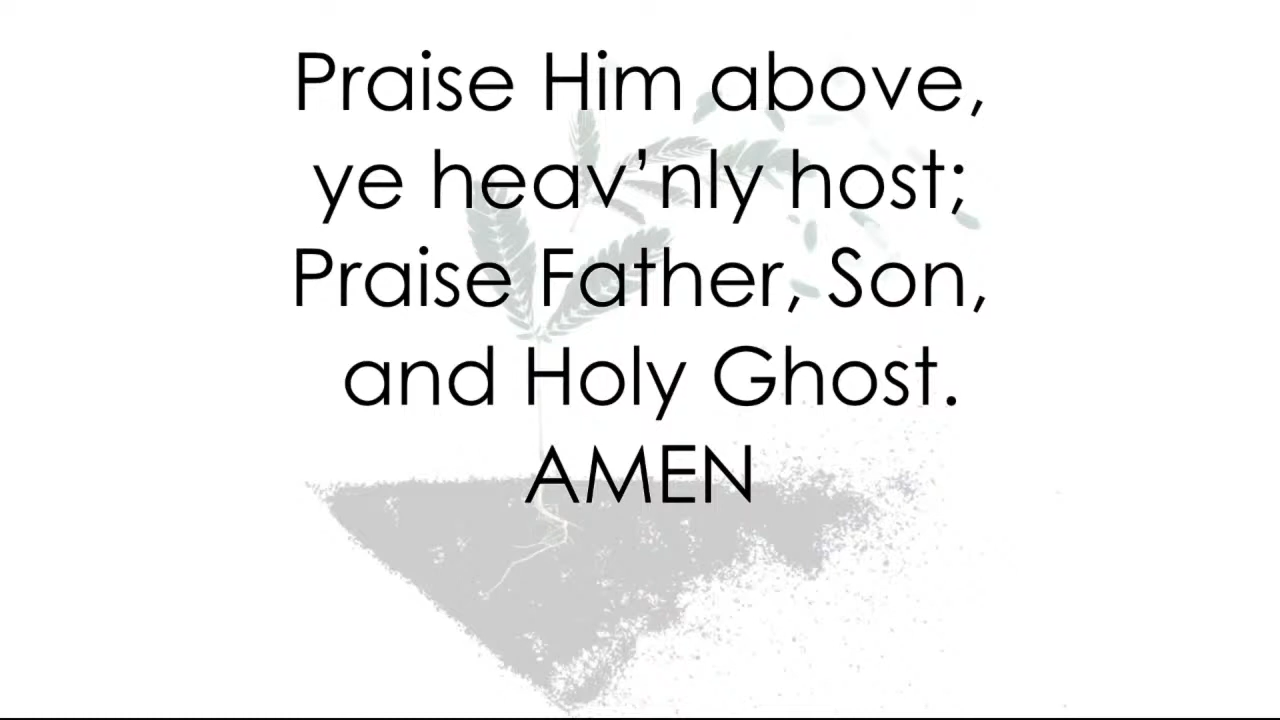 Praise Him above,
ye heav’nly host;
Praise Father, Son,
and Holy Ghost.
AMEN